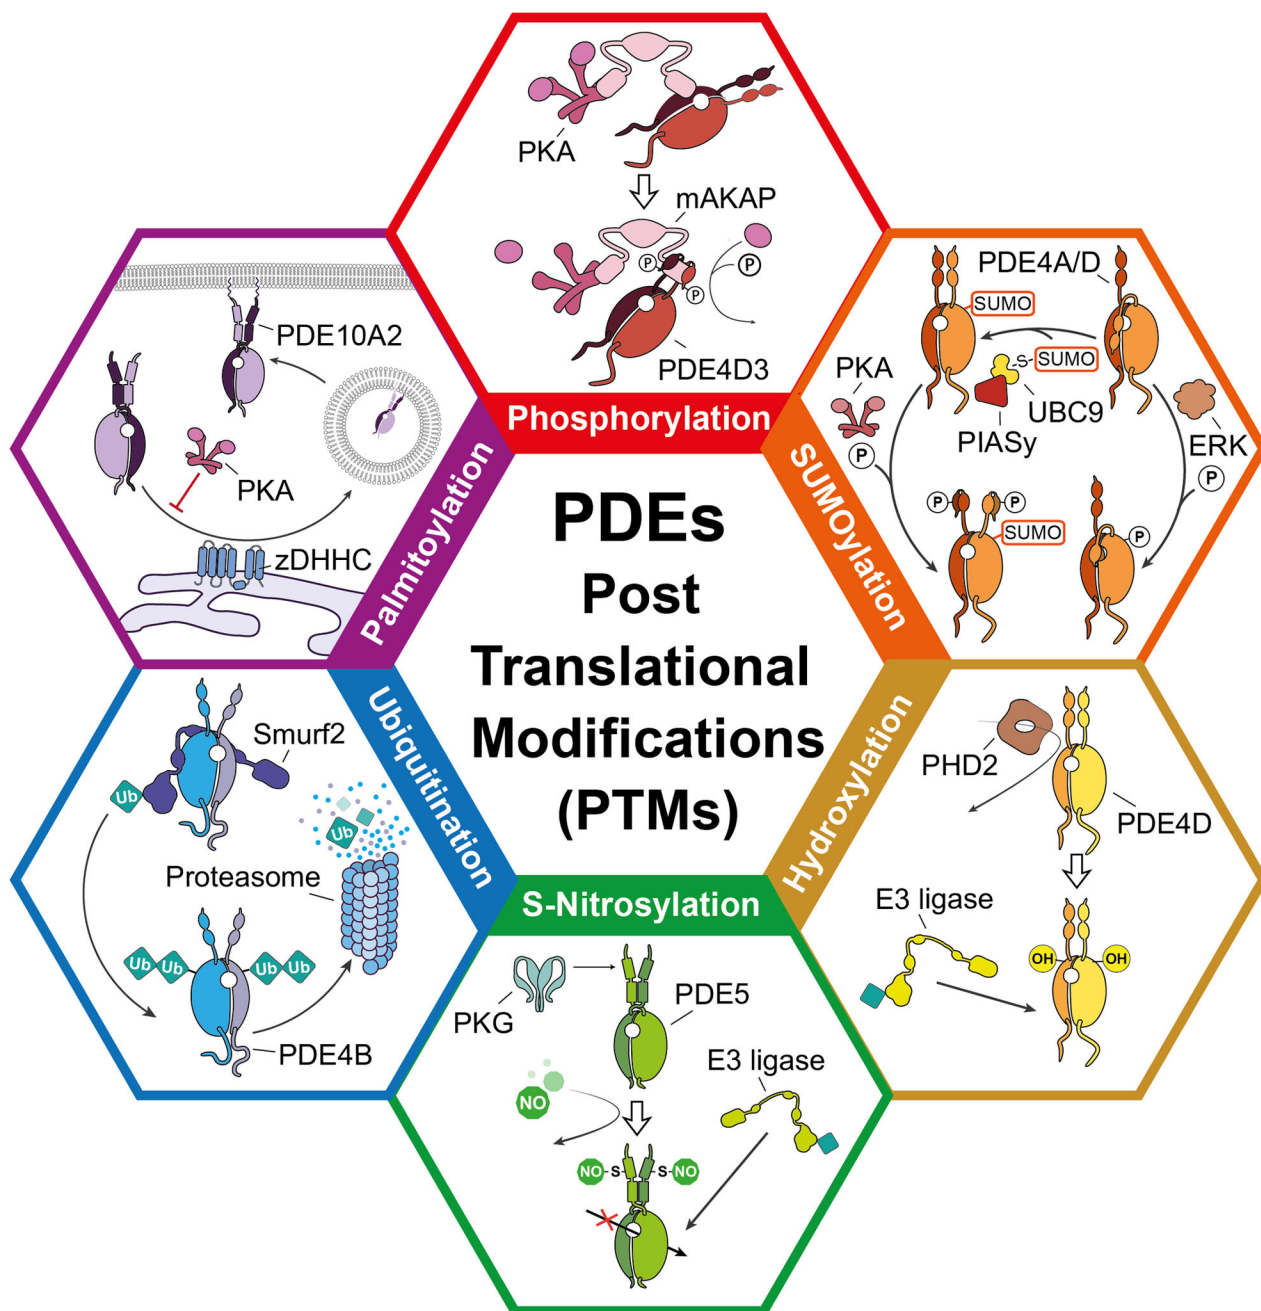 PKA
mAKAP
P
P
P
PDE4D3
Phosphorylation
PDE4A/D
SUMO
S
SUMO
PKA
P
UBC9
PIASy
ERK
P
P
P
SUMO
P
SUMOylation
PDE10A2
PKA
zDHHC
Palmitoylation
PDEs
Post
Translational
Modifications
(PTMs)
Smurf2
Ub
Ub
Proteasome
Ub
Ub
Ub
Ub
PDE4B
Ubiquitination
PHD2
PDE4D
E3 ligase
OH
OH
Hydroxylation
S-Nitrosylation
PKG
PDE5
E3 ligase
NO
NO
S
S
NO